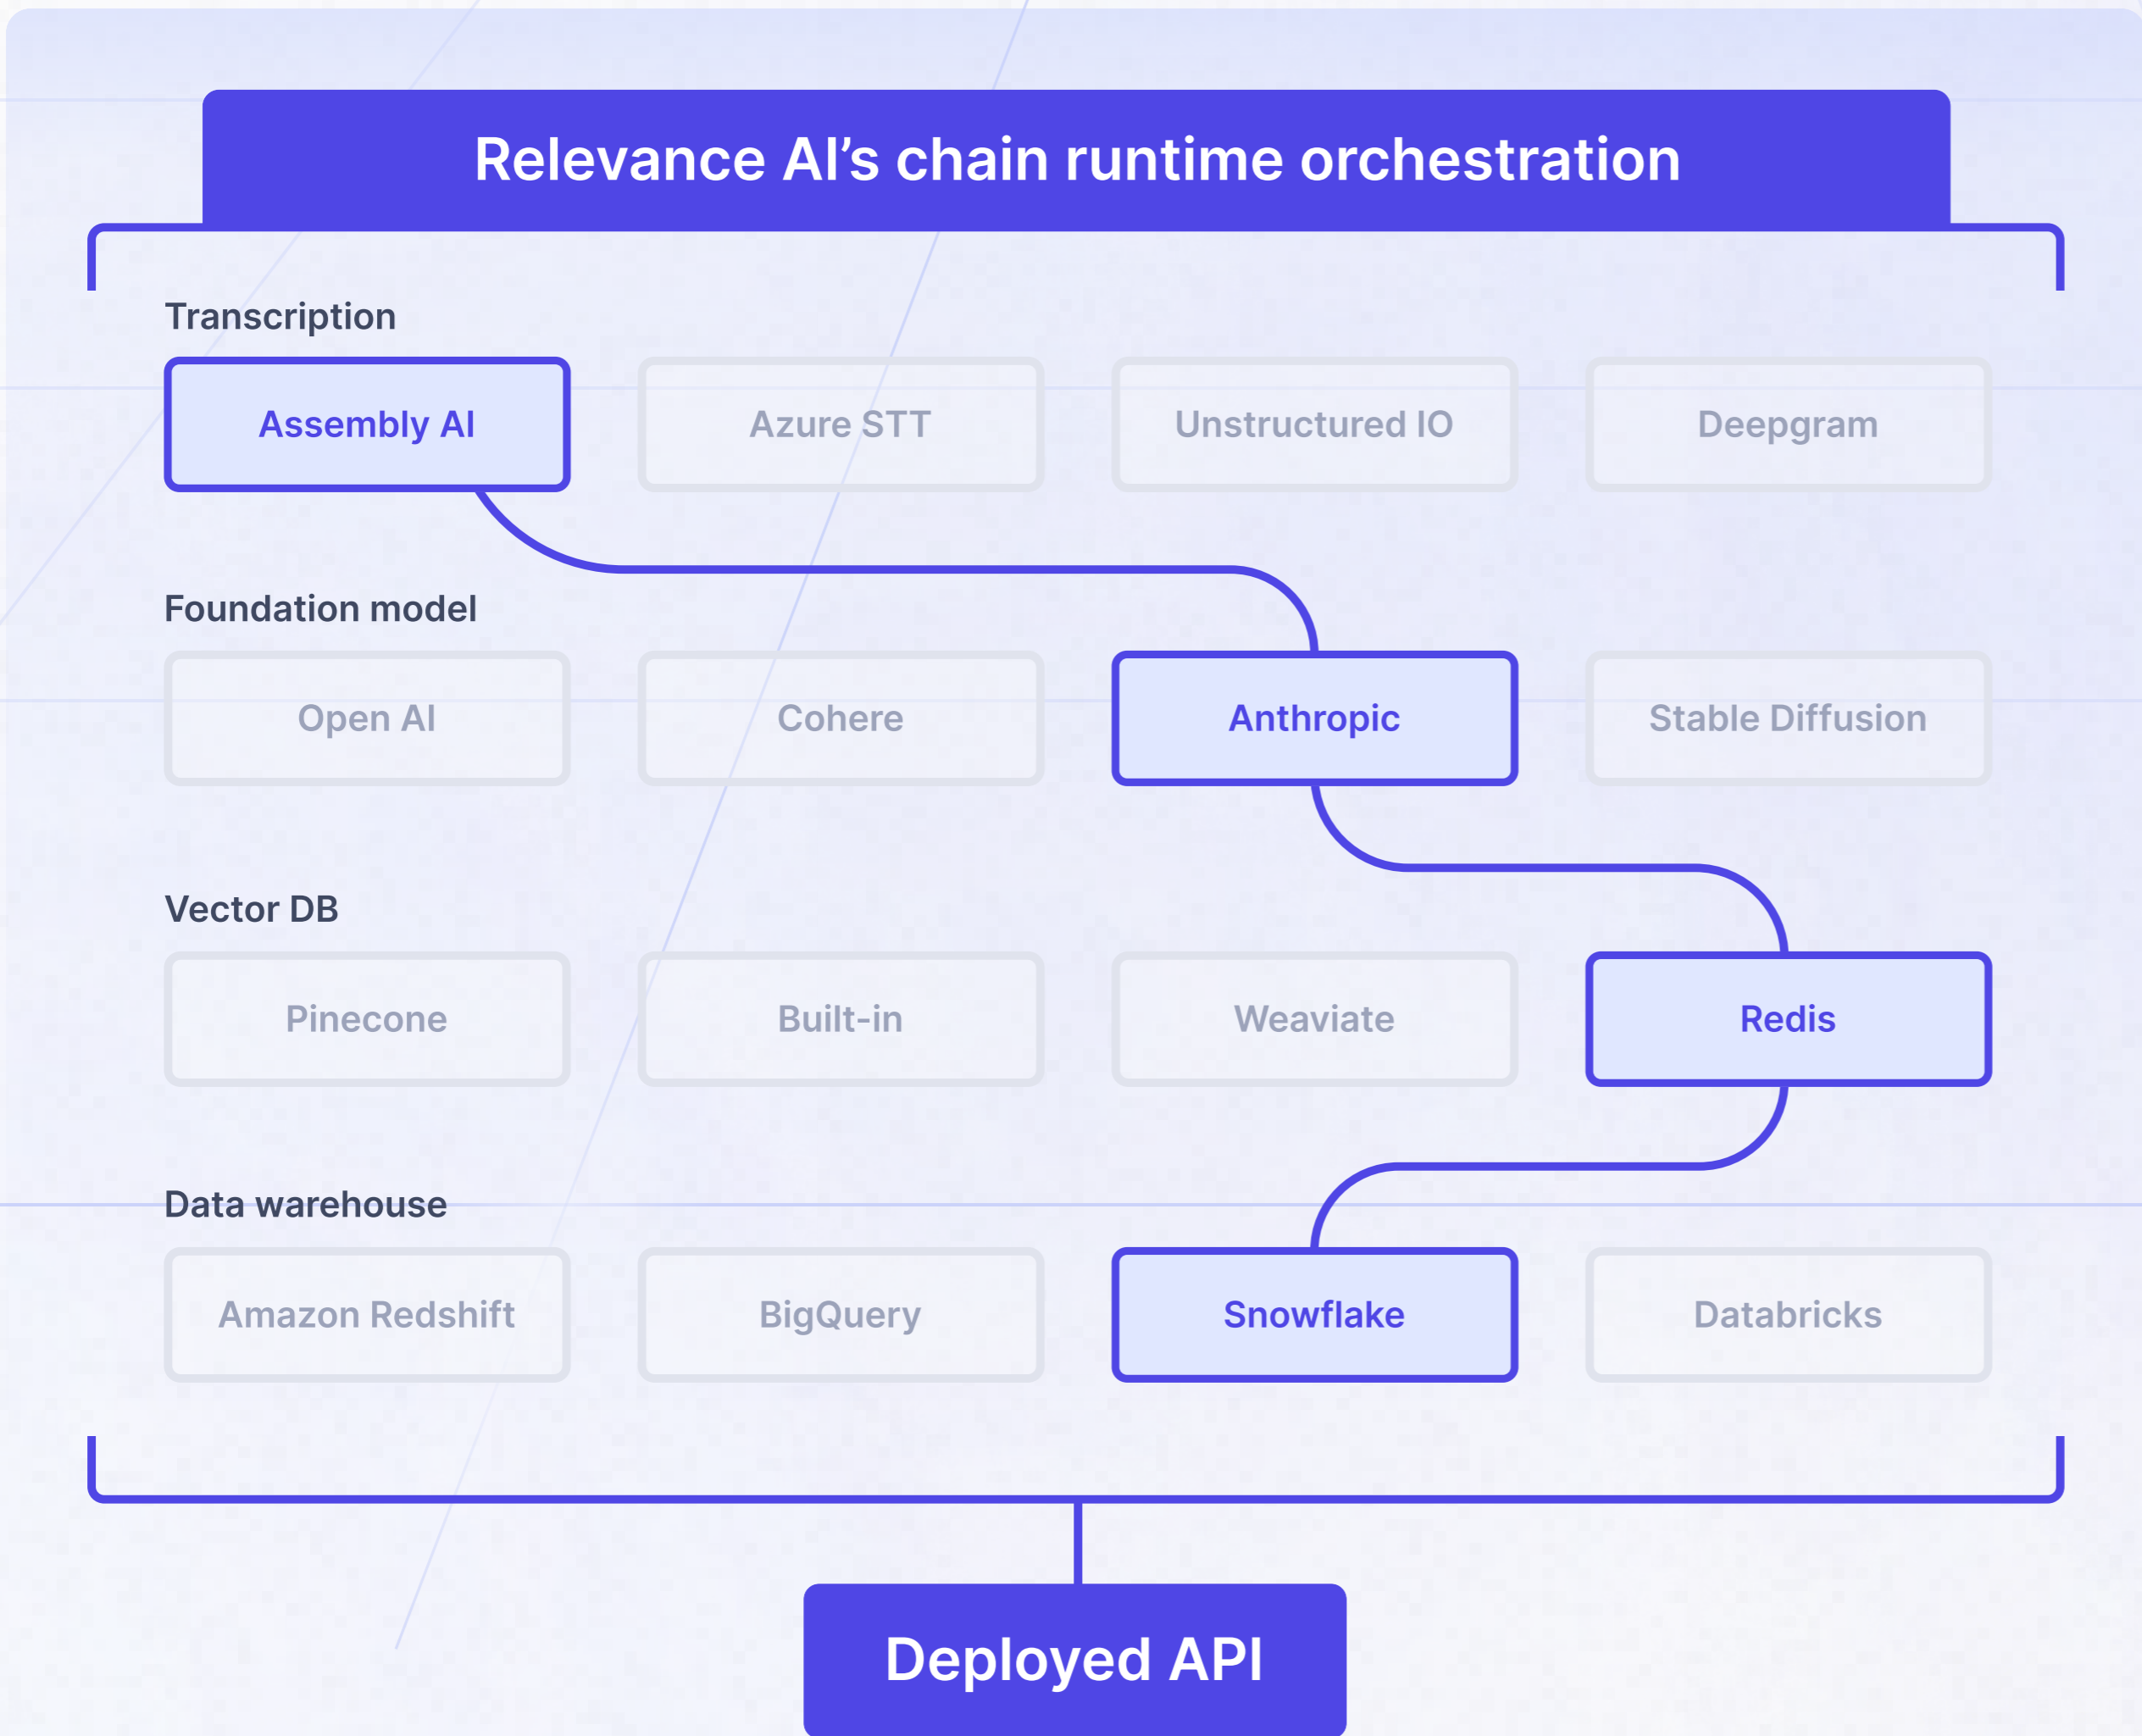 Relevance AI’s chain runtime orchestration
Transcription
Assembly AI
Azure STT
Unstructured IO
Deepgram
Foundation model
Open AI
Cohere
Anthropic
Stable Diffusion
Vector DB
Pinecone
Built-in
Weaviate
Redis
Data warehouse
Amazon Redshift
BigQuery
Snowflake
Databricks
Deployed API